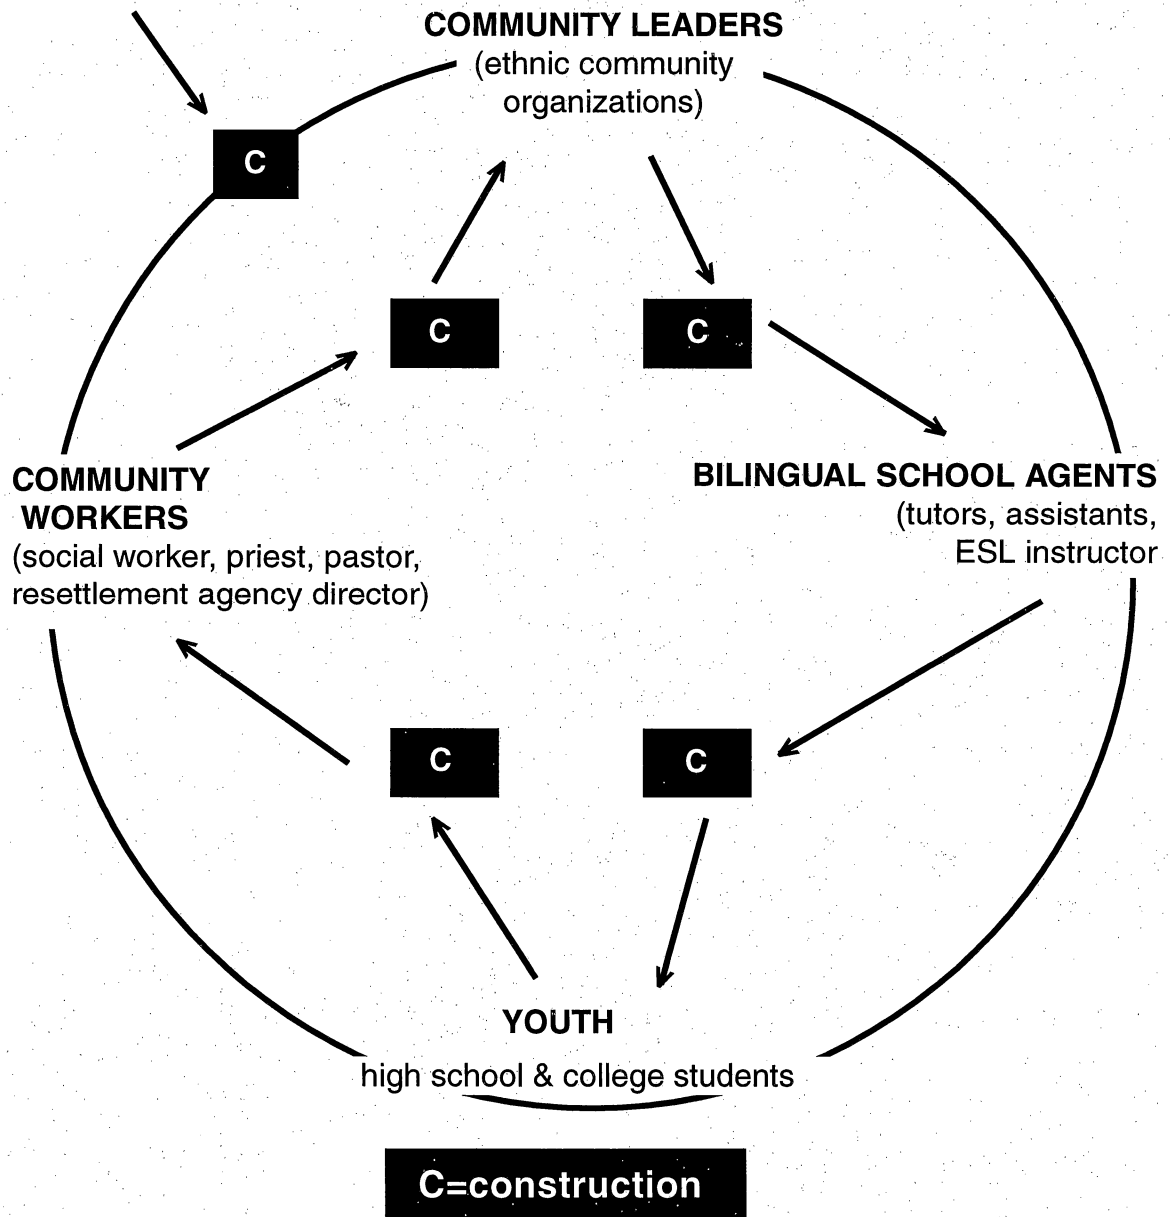 COMMUNITY LEADERS
(ethnic community
organizations)
C
C
C
COMMUNITY
WORKERS
(social worker, priest, pastor,
resettlement agency director)
BILINGUAL SCHOOL AGENTS
(tutors, assistants,
ESL instructor
C
C
YOUTH
high school & college students
C=construction